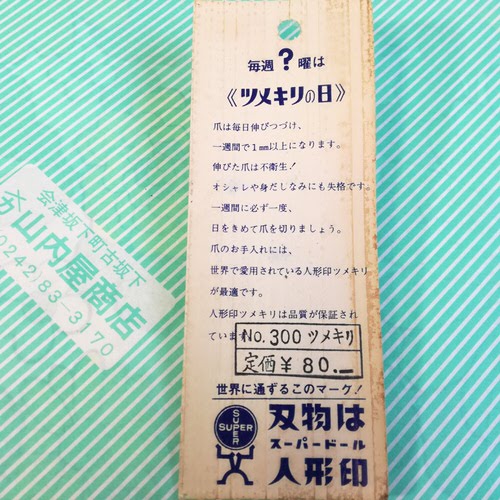 毎週?曜は
《ツメキリの日》
爪は毎日伸びつづけ、
一週間で1mm以上になります。
伸びた爪は不衛生!
オシャレや身だしなみにも失格です。
一週間に必ず一度、
日をきめて爪を切りましょう。
爪のお手入れには、
世界で愛用されている人形印ツメキリ
が最適です。
人形印ツメキリは品質が保証され
ています
No.300 ツメキリ
定価¥80.—
世界に通ずるこのマーク!
SUPER
SUPER
刃物は
スーパードール
人形印
会津坂下町古坂下
山内屋商店
(0242)83-3170